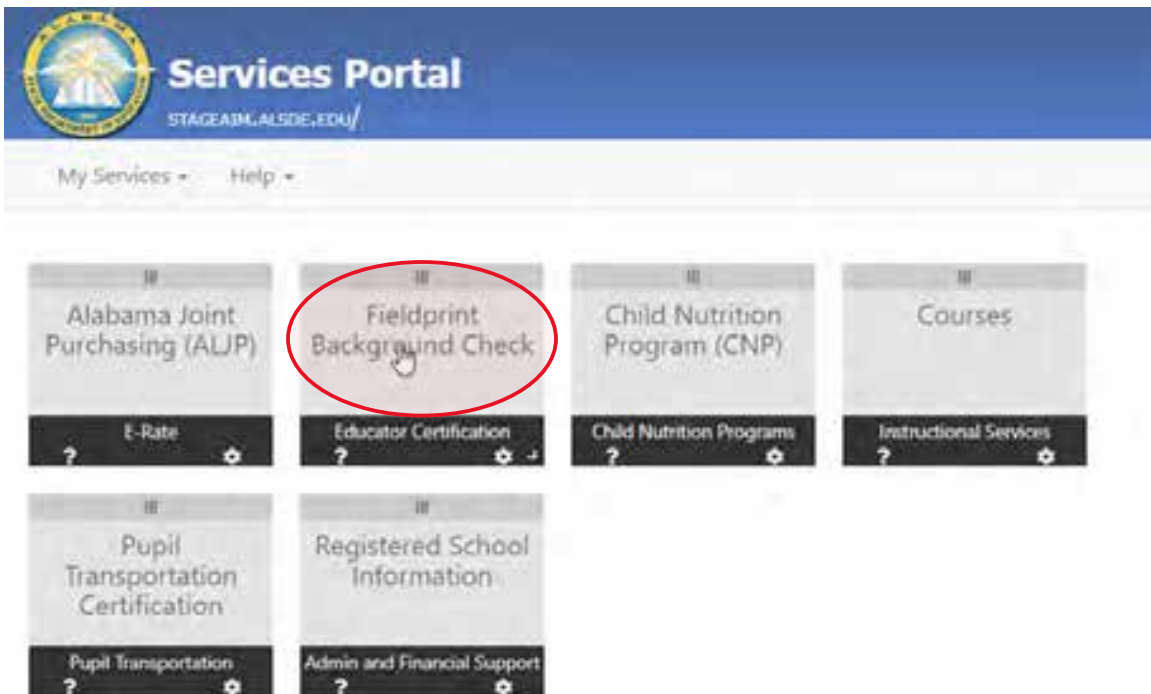 ALABAMA
Services Portal
STAGEAIM.ALSDE.EDU/
My Services
Help
Alabama Joint
Purchasing (ALJP)
E-Rate
?
Fieldprint
Background Check
Educator Certification
?
Child Nutrition
Program (CNP)
Child Nutrition Programs
?
Courses
Instructional Services
?
Pupil
Transportation
Certification
Pupil Transportation
?
Registered School
Information
Admin and Financial Support
?